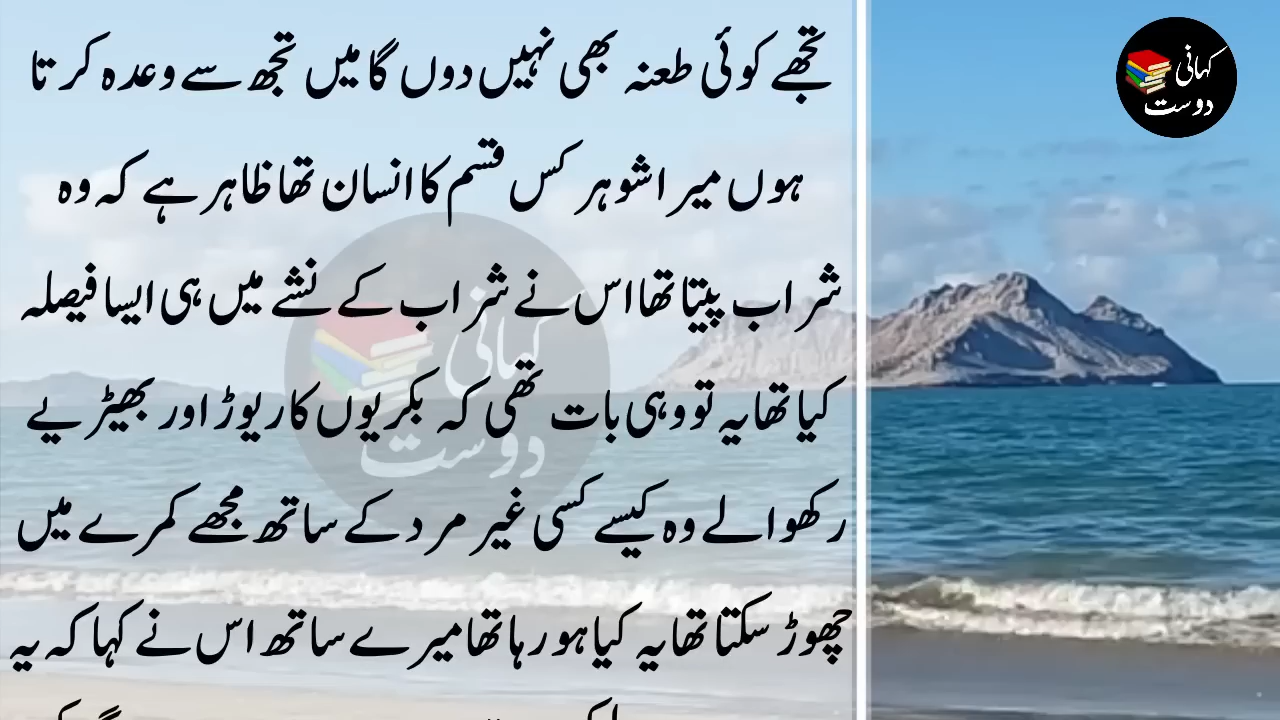 تجھے کوئی طعنہ بھی نہیں دوں گا میں تجھ سے وعدہ کرتا
ہوں میرا شوہر کس قسم کا انسان تھا ظاہر ہے کہ وہ
شراب پیتا تھا اس نے شراب کے نشے میں ہی ایسا فیصلہ
کیا تھا یہ تو وہی بات تھی کہ بکریوں کا ریوڑ اور بھیڑیے
رکھوالے وہ کیسے کسی غیر مرد کے ساتھ مجھے کمرے میں
چھوڑ سکتا تھا یہ کیا ہو رہا تھا میرے ساتھ اس نے کہا کہ یہ
کہانی
دوست
کہانی
دوست